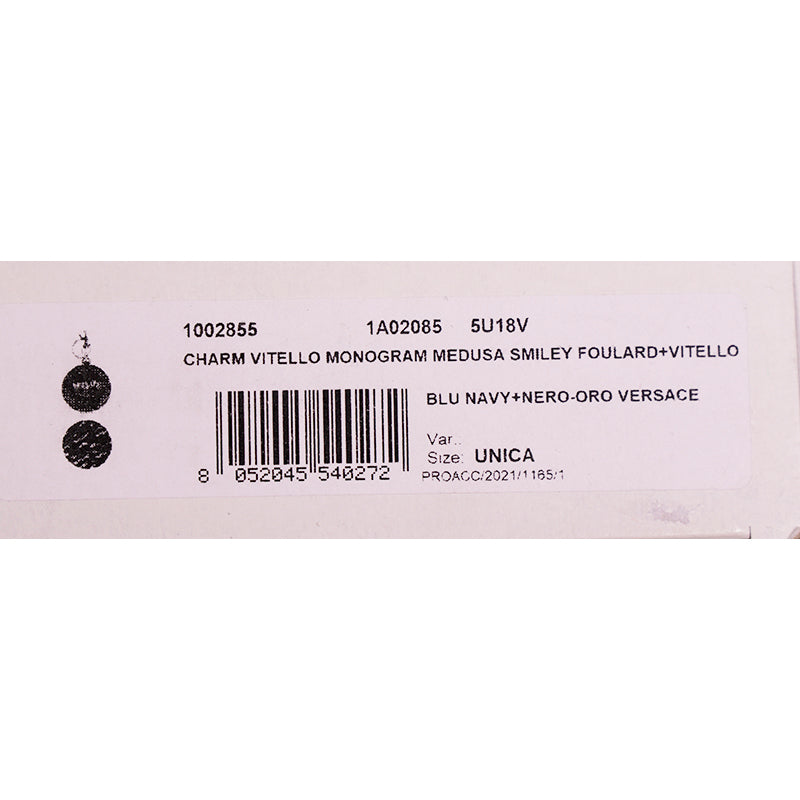 1002855 1A02085 5U18V
CHARM VITELLO MONOGRAM MEDUSA SMILEY FOULARD+VITELLO
BLU NAVY+NERO-ORO VERSACE
Var..
Size: UNICA
8 052045 540272
PROACC/2021/1165/1